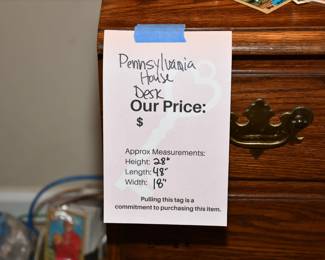 Pennsylvania
House
Desk
Our Price:
$
Approx Measurements:
Height: 28"
Length: 48"
Width: 18"
Pulling this tag is a
commitment to purchasing this item.